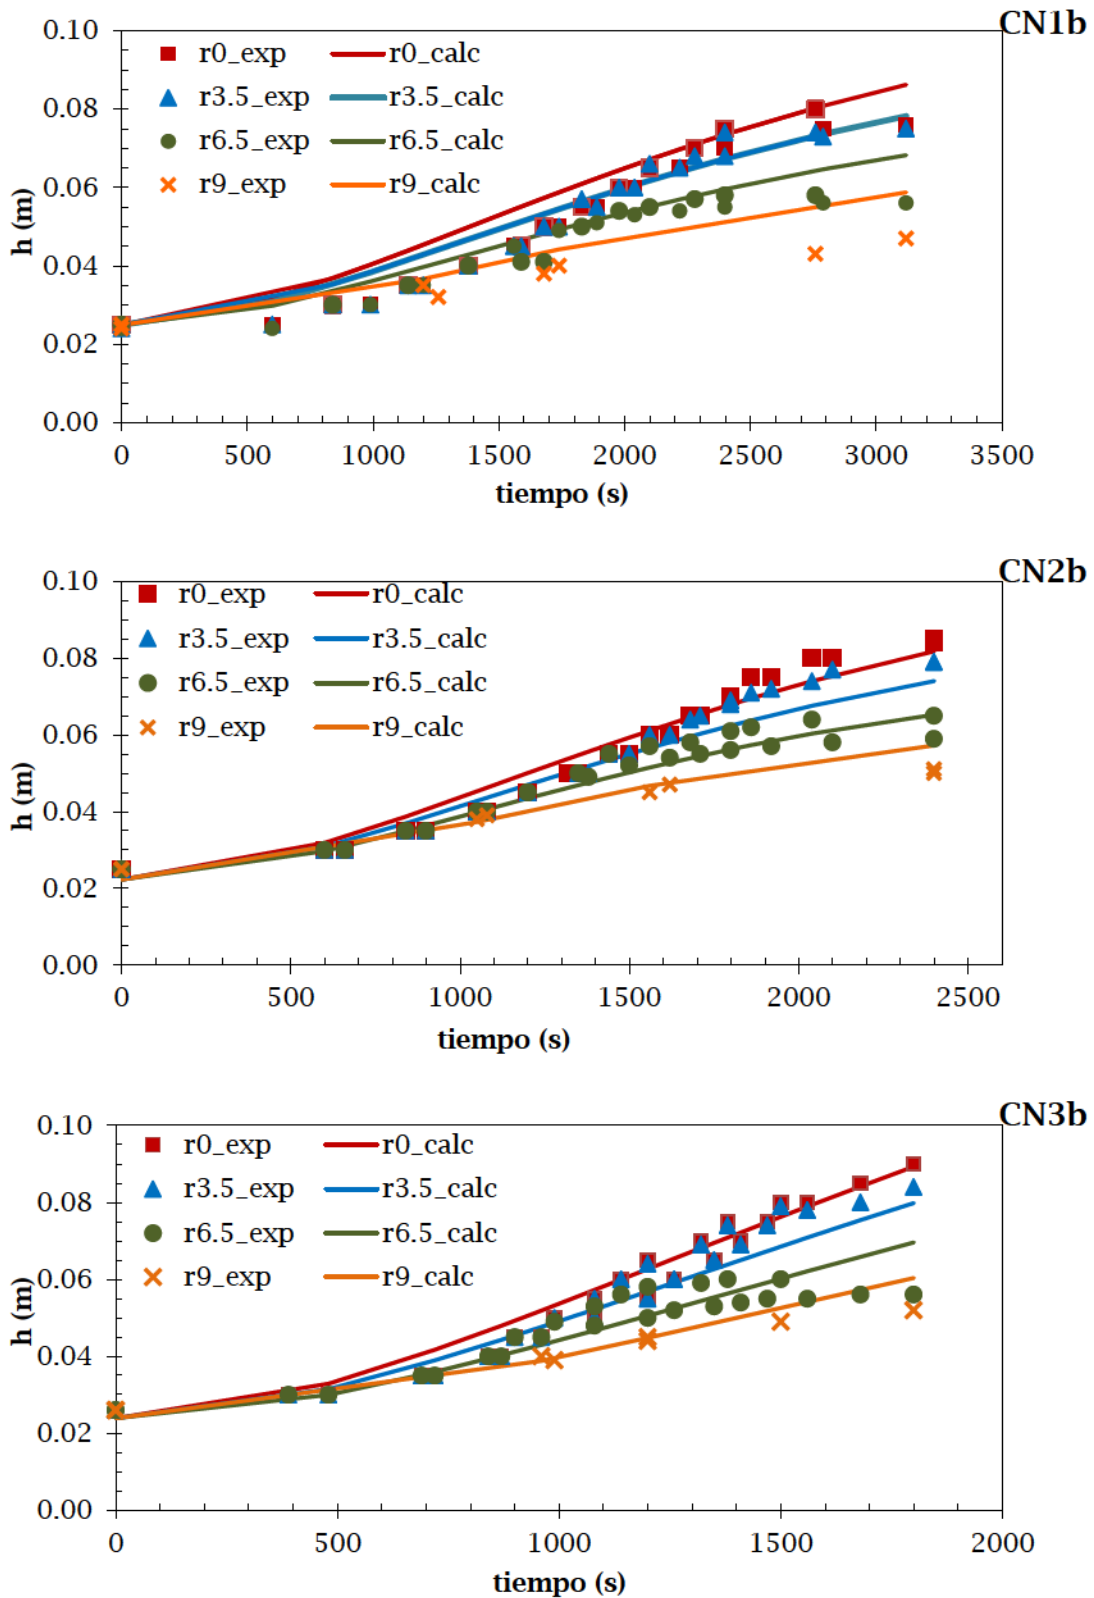 CN1b
0.10
r0_exp r0_calc
r3.5_exp r3.5_calc
0.08
r6.5_exp r6.5_calc
r9_exp r9_calc
0.06
h (m)
0.04
0.02
0.00
0 500 1000 1500 2000 2500 3000 3500
tiempo (s)
CN2b
0.10
r0_exp r0_calc
r3.5_exp r3.5_calc
0.08
r6.5_exp r6.5_calc
r9_exp r9_calc
0.06
h (m)
0.04
0.02
0.00
0 500 1000 1500 2000 2500
tiempo (s)
CN3b
0.10
r0_exp r0_calc
r3.5_exp r3.5_calc
0.08
r6.5_exp r6.5_calc
r9_exp r9_calc
0.06
h (m)
0.04
0.02
0.00
0 500 1000 1500 2000
tiempo (s)